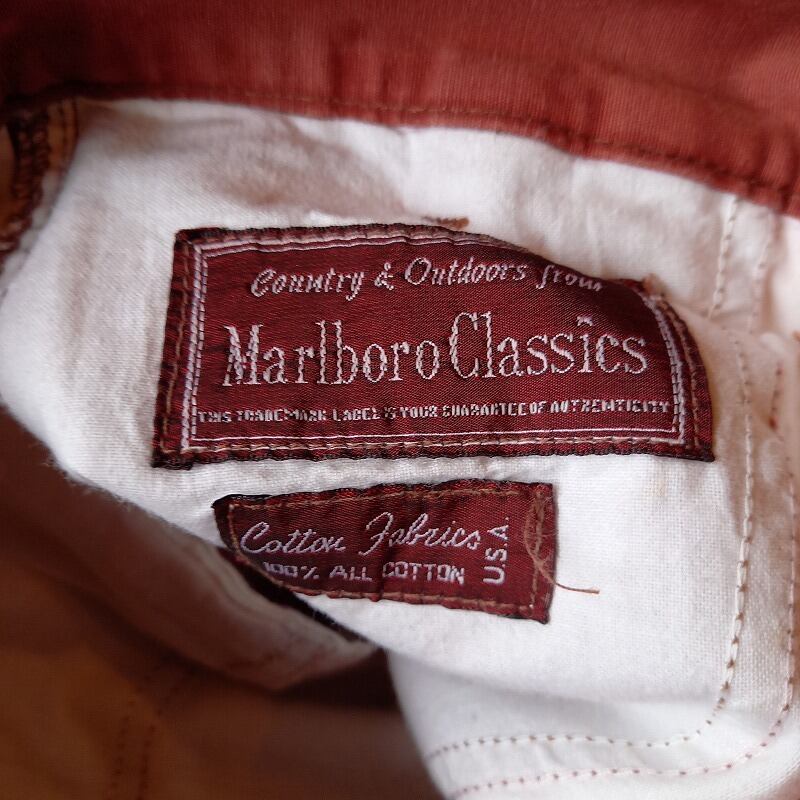 Country & Outdoors from
Marlboro Classics
THIS TRADEMARK LABEL IS YOUR GUARANTEE OF AUTHENTICITY
Cotton Fabrics
100% ALL COTTON
U.S.A.